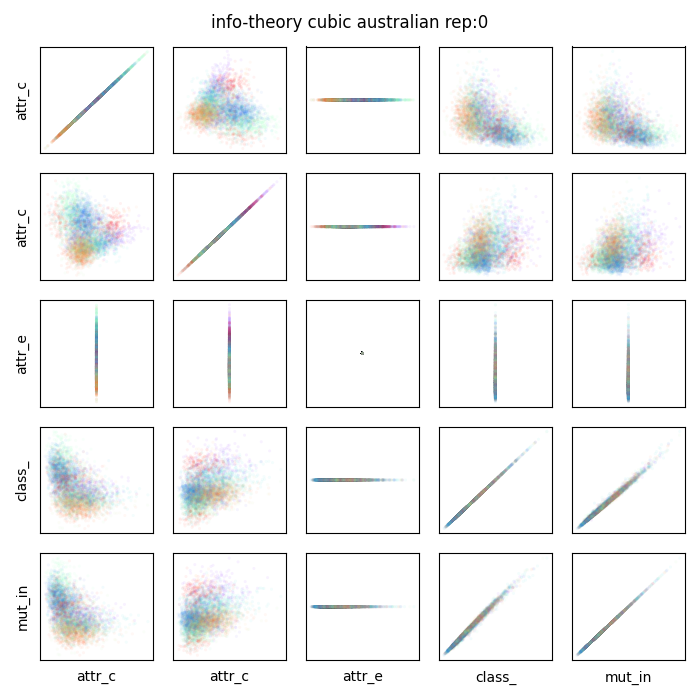 info-theory cubic australian rep:0
attr_c
attr_c
attr_e
class_
mut_in
attr_c
attr_c
attr_e
class_
mut_in